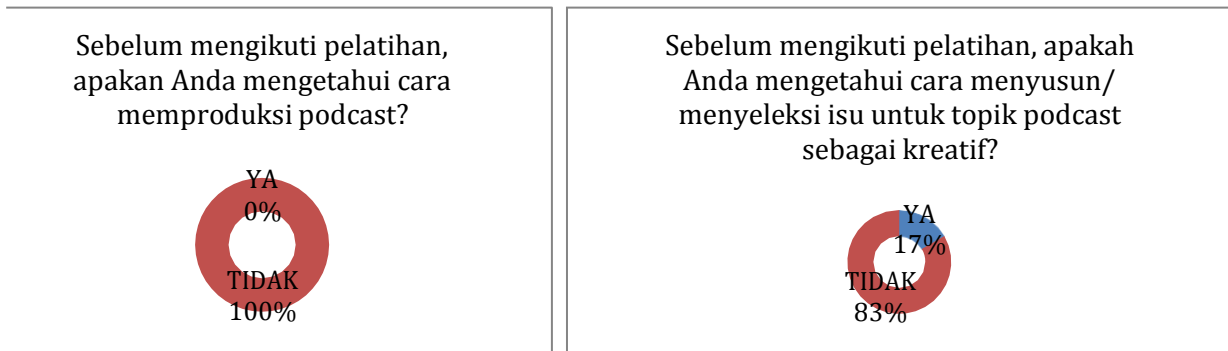 Sebelum mengikuti pelatihan,
apakan Anda mengetahui cara
memproduksi podcast?
YA
0%
TIDAK
100%
Sebelum mengikuti pelatihan, apakah
Anda mengetahui cara menyusun/
menyeleksi isu untuk topik podcast
sebagai kreatif?
YA
17%
TIDAK
83%